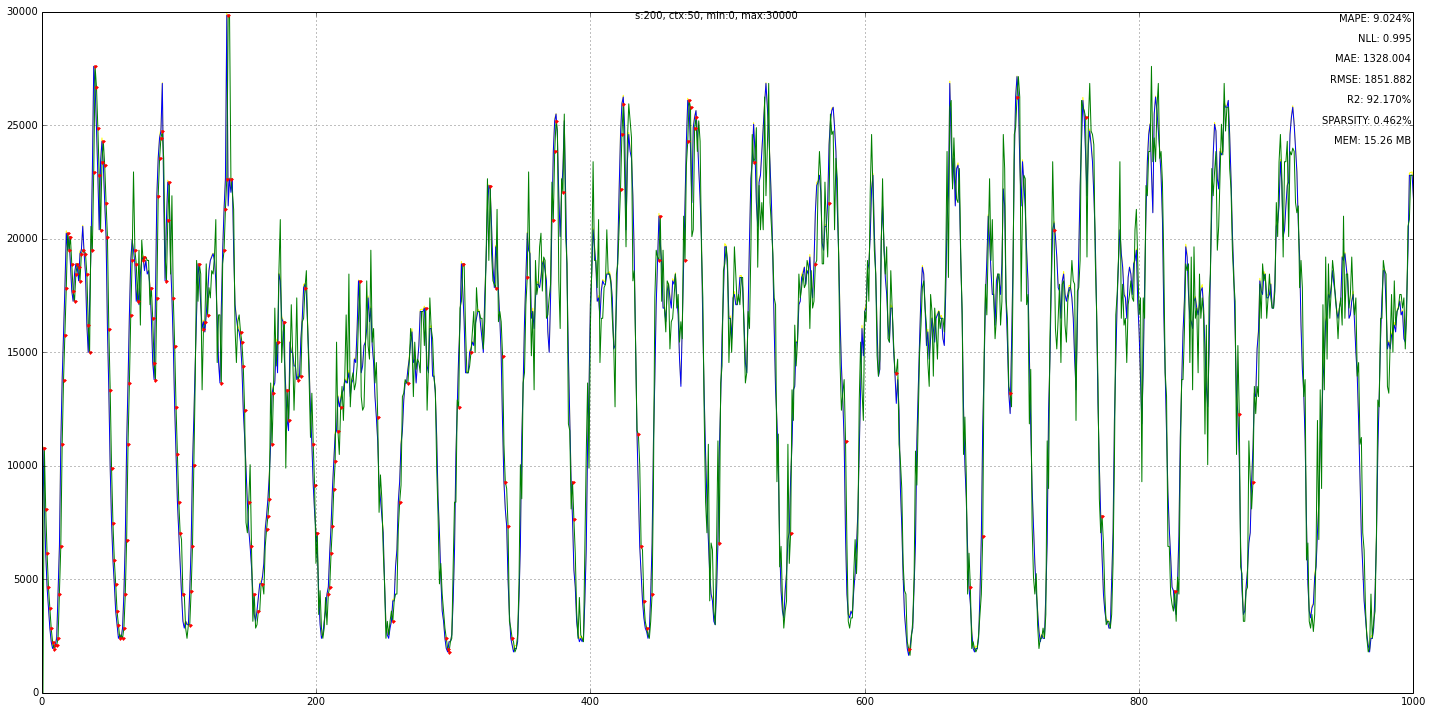 s:200, ctx:50, min:0, max:30000
MAPE: 9.024%
NLL: 0.995
MAE: 1328.004
RMSE: 1851.882
R2: 92.170%
SPARSITY: 0.462%
MEM: 15.26 MB
30000
25000
20000
15000
10000
5000
0
0 200 400 600 800 1000